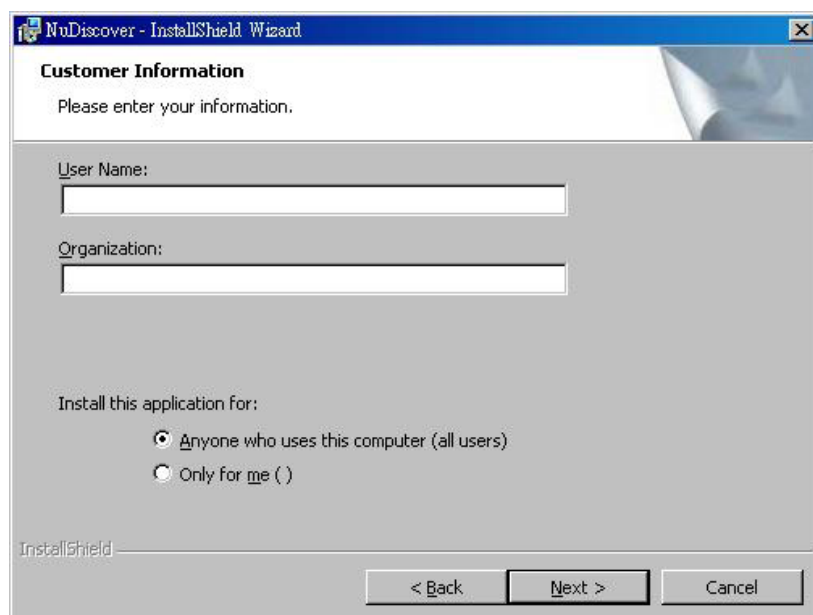 NuDiscover - InstallShield Wizard
Customer Information
Please enter your information.
User Name:
Organization:
Install this application for:
Anyone who uses this computer (all users)
Only for me ( )
InstallShield
< Back Next > Cancel